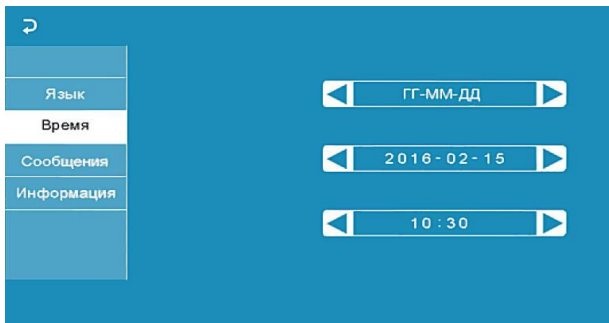 Язык
Время
Сообщения
Информация
ГГ-ММ-ДД
2016-02-15
10:30